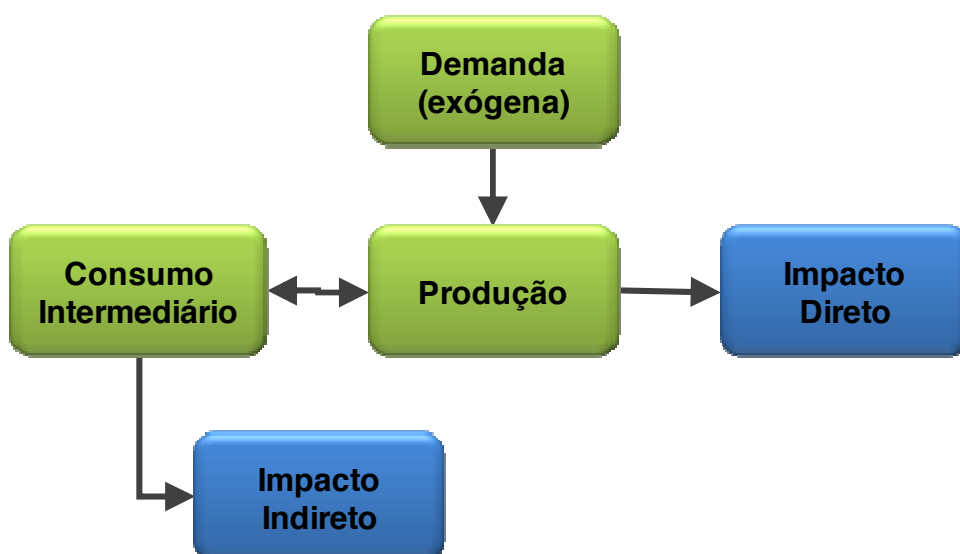 Demanda
(exógena)
Consumo
Intermediário
Produção
Impacto
Direto
Impacto
Indireto